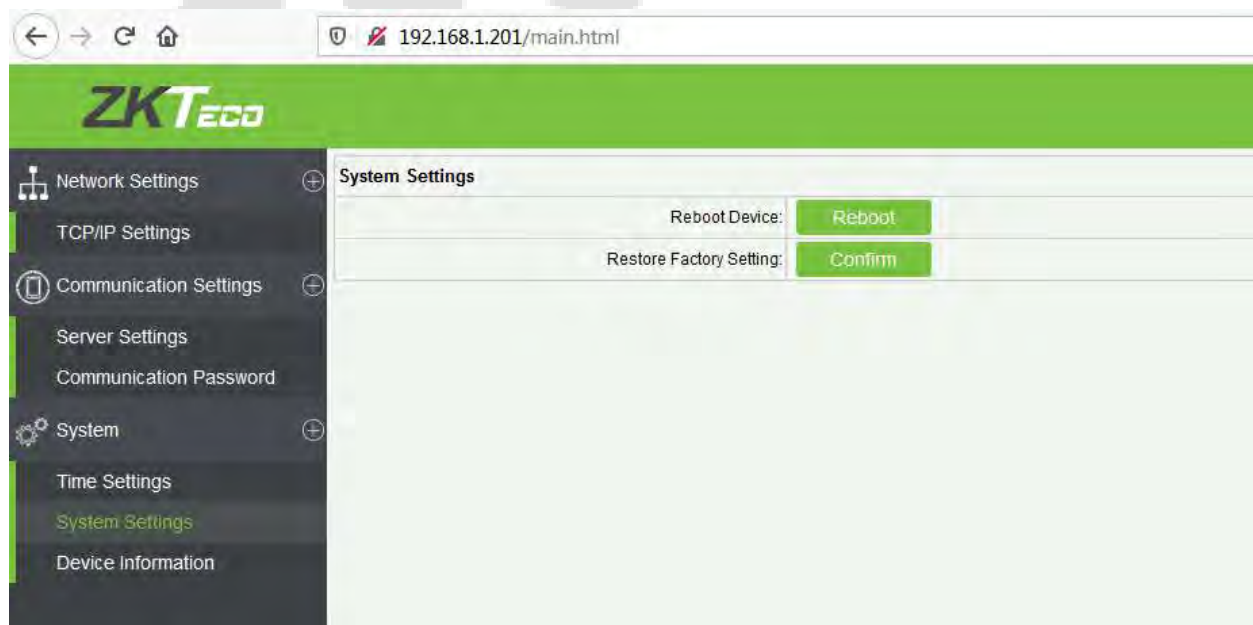 192.168.1.201/main.html
ZKTECO
Network Settings
TCP/IP Settings
Communication Settings
Server Settings
Communication Password
System
Time Settings
System Settings
Device Information
System Settings
Reboot Device: Reboot
Restore Factory Setting: Confirm